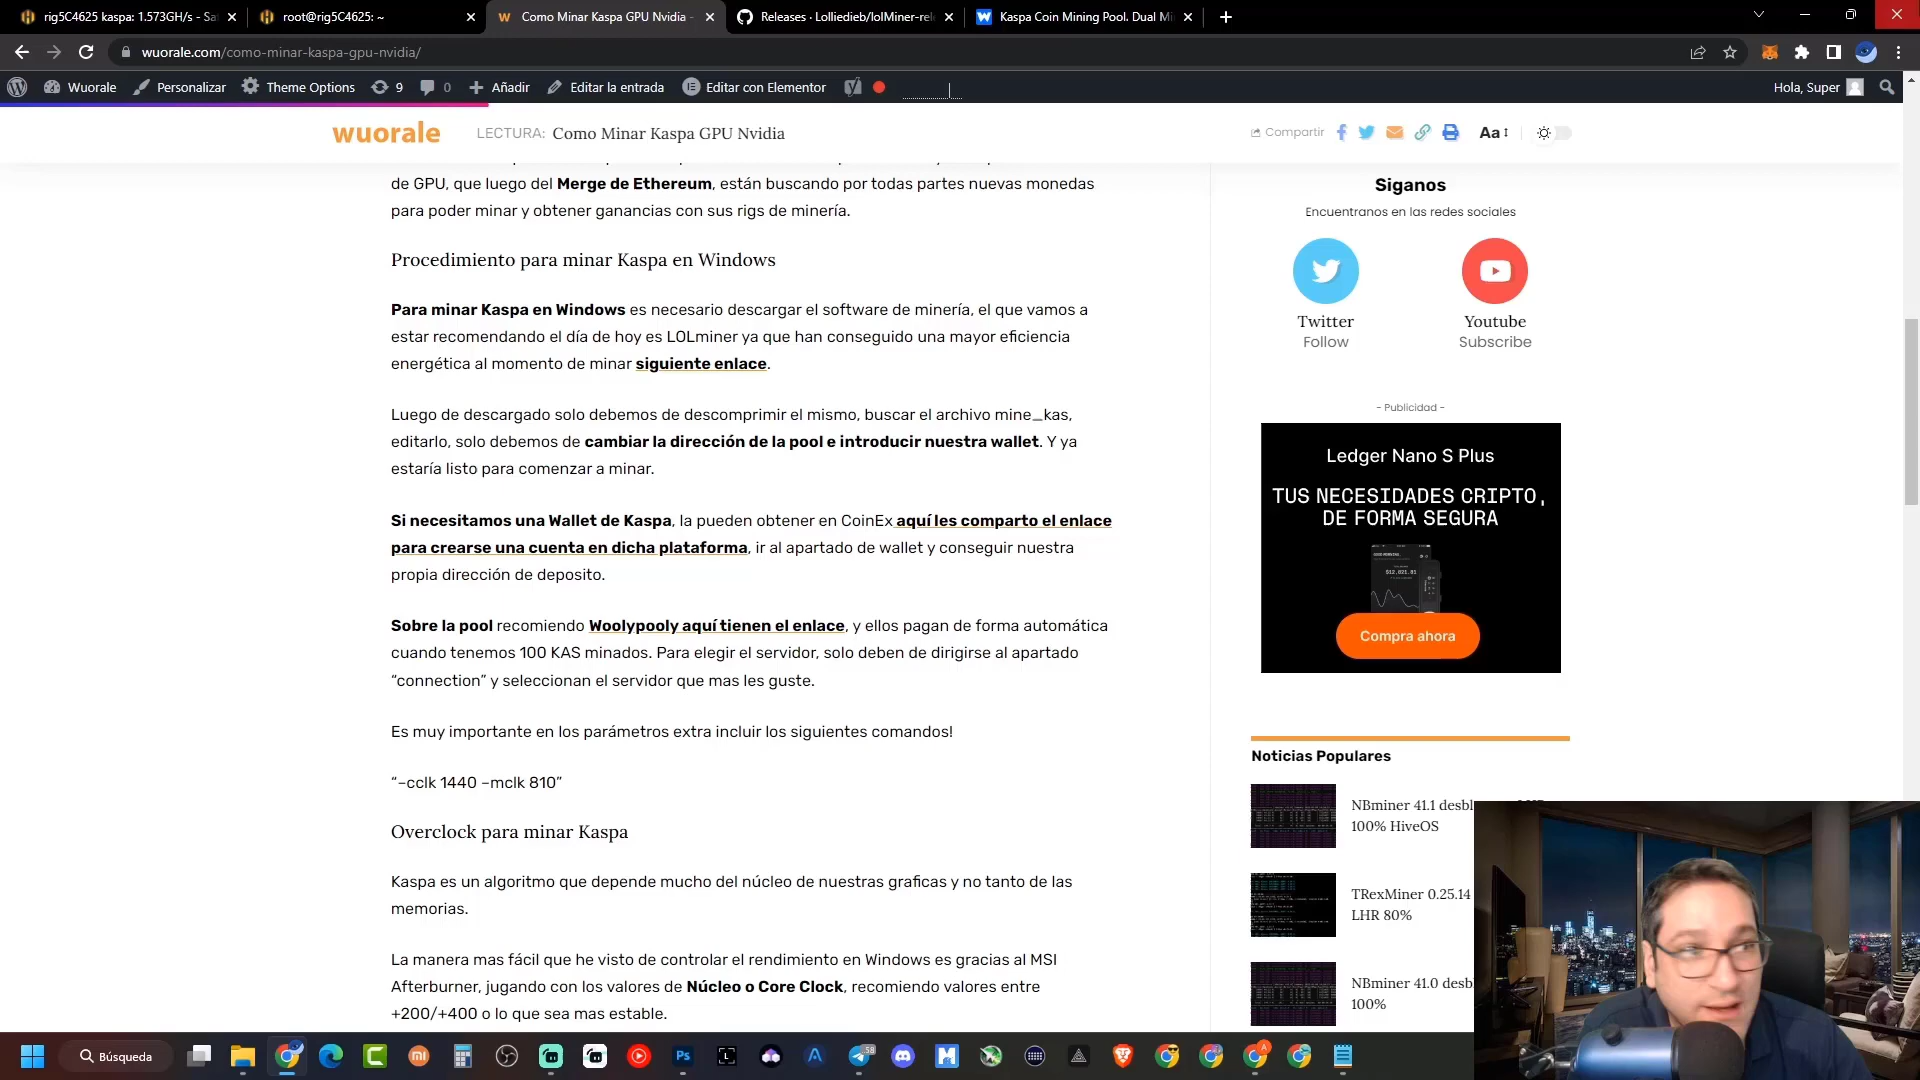 rig5C4625 kaspa: 1.573GH/s - Sa
root@rig5C4625: ~
Como Minar Kaspa GPU Nvidia -
Releases · Lolliedieb/lolMiner-rele
Kaspa Coin Mining Pool. Dual Mi
wuorale.com/como-minar-kaspa-gpu-nvidia/
Wuorale
Personalizar
Theme Options
9
0
Añadir
Editar la entrada
Editar con Elementor
Hola, Super
wuorale
LECTURA: Como Minar Kaspa GPU Nvidia
Compartir
Aa
de GPU, que luego del Merge de Ethereum, están buscando por todas partes nuevas monedas
para poder minar y obtener ganancias con sus rigs de minería.
Procedimiento para minar Kaspa en Windows
Para minar Kaspa en Windows es necesario descargar el software de minería, el que vamos a
estar recomendando el día de hoy es LOLminer ya que han conseguido una mayor eficiencia
energética al momento de minar siguiente enlace.
Luego de descargado solo debemos de descomprimir el mismo, buscar el archivo mine_kas,
editarlo, solo debemos de cambiar la dirección de la pool e introducir nuestra wallet. Y ya
estaría listo para comenzar a minar.
Si necesitamos una Wallet de Kaspa, la pueden obtener en CoinEx aquí les comparto el enlace
para crearse una cuenta en dicha plataforma, ir al apartado de wallet y conseguir nuestra
propia dirección de deposito.
Sobre la pool recomiendo Woolypooly aquí tienen el enlace, y ellos pagan de forma automática
cuando tenemos 100 KAS minados. Para elegir el servidor, solo deben de dirigirse al apartado
“connection” y seleccionan el servidor que mas les guste.
Es muy importante en los parámetros extra incluir los siguientes comandos!
“–cclk 1440 –mclk 810”
Overclock para minar Kaspa
Kaspa es un algoritmo que depende mucho del núcleo de nuestras graficas y no tanto de las
memorias.
La manera mas fácil que he visto de controlar el rendimiento en Windows es gracias al MSI
Afterburner, jugando con los valores de Núcleo o Core Clock, recomiendo valores entre
+200/+400 o lo que sea mas estable.
Siganos
Encuentranos en las redes sociales
Twitter
Follow
Youtube
Subscribe
- Publicidad -
Ledger Nano S Plus
TUS NECESIDADES CRIPTO,
DE FORMA SEGURA
Compra ahora
Noticias Populares
NBminer 41.1 desbl
100% HiveOS
TRexMiner 0.25.14
LHR 80%
NBminer 41.0 desb
100%
Búsqueda